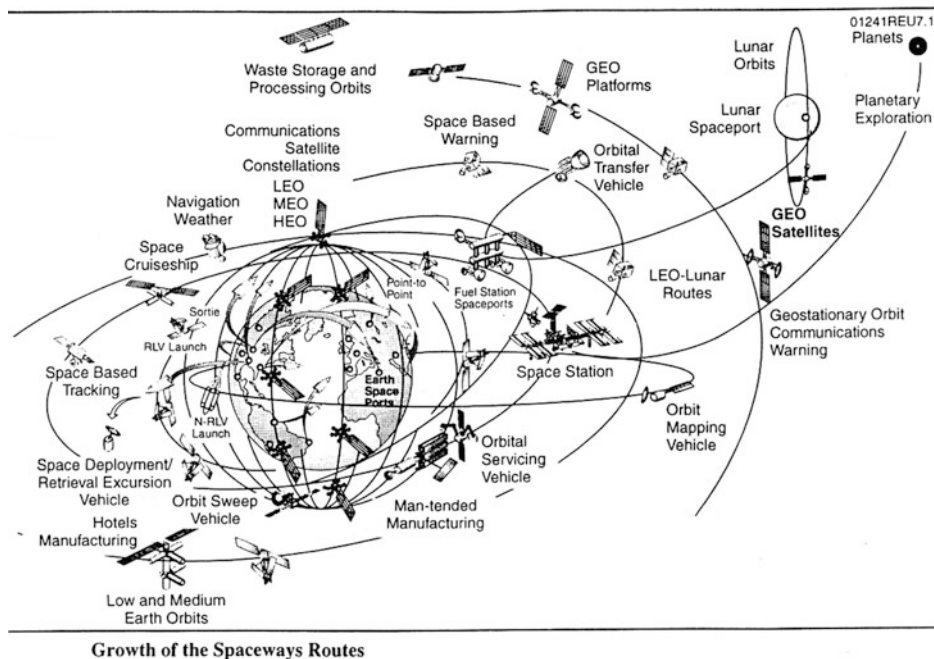 01241REU7.1
Planets
Lunar
Orbits
Waste Storage and
Processing Orbits
GEO
Platforms
Lunar
Spaceport
Planetary
Exploration
Communications
Satellite
Constellations
LEO
MEO
HEO
Space Based
Warning
Orbital
Transfer
Vehicle
Navigation
Weather
GEO
Satellites
Space
Cruiseship
Point-to
Point
Fuel Station
Spaceports
LEO-Lunar
Routes
Sortie
RLV Launch
Geostationary Orbit
Communications
Warning
Space Based
Tracking
Space Station
Earth
Space
Ports
N-RLV
Launch
Orbit
Mapping
Vehicle
Space Deployment/
Retrieval Excursion
Vehicle
Orbital
Servicing
Vehicle
Orbit Sweep
Vehicle
Man-tended
Manufacturing
Hotels
Manufacturing
Low and Medium
Earth Orbits
Growth of the Spaceways Routes